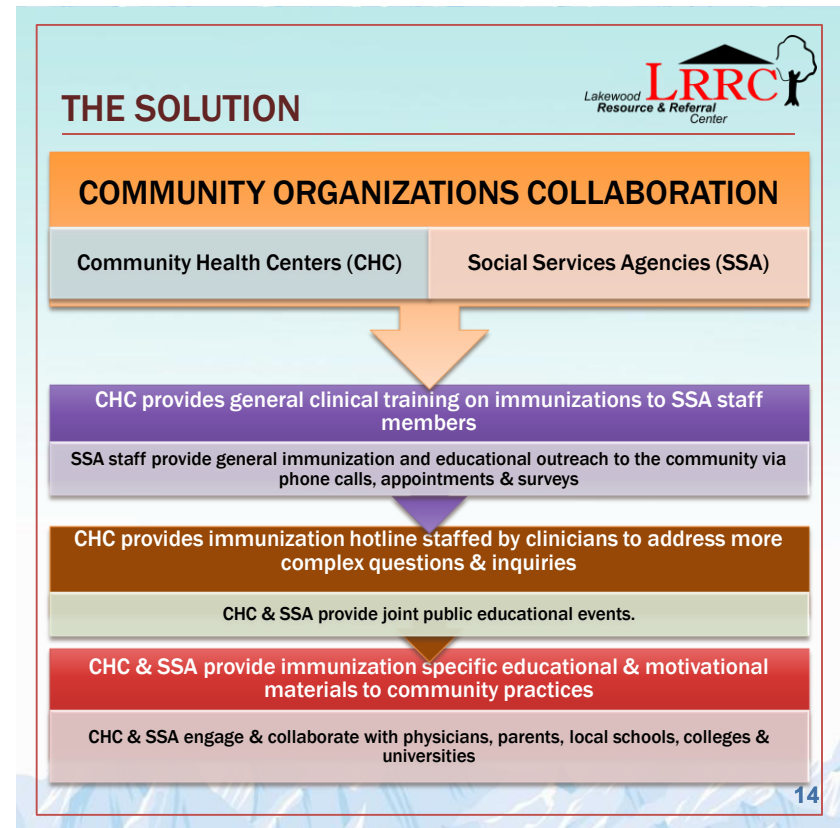 THE SOLUTION
Lakewood LRRC
Resource & Referral
Center
COMMUNITY ORGANIZATIONS COLLABORATION
Community Health Centers (CHC)
Social Services Agencies (SSA)
CHC provides general clinical training on immunizations to SSA staff
members
SSA staff provide general immunization and educational outreach to the community via
phone calls, appointments & surveys
CHC provides immunization hotline staffed by clinicians to address more
complex questions & inquiries
CHC & SSA provide joint public educational events.
CHC & SSA provide immunization specific educational & motivational
materials to community practices
CHC & SSA engage & collaborate with physicians, parents, local schools, colleges &
universities
14